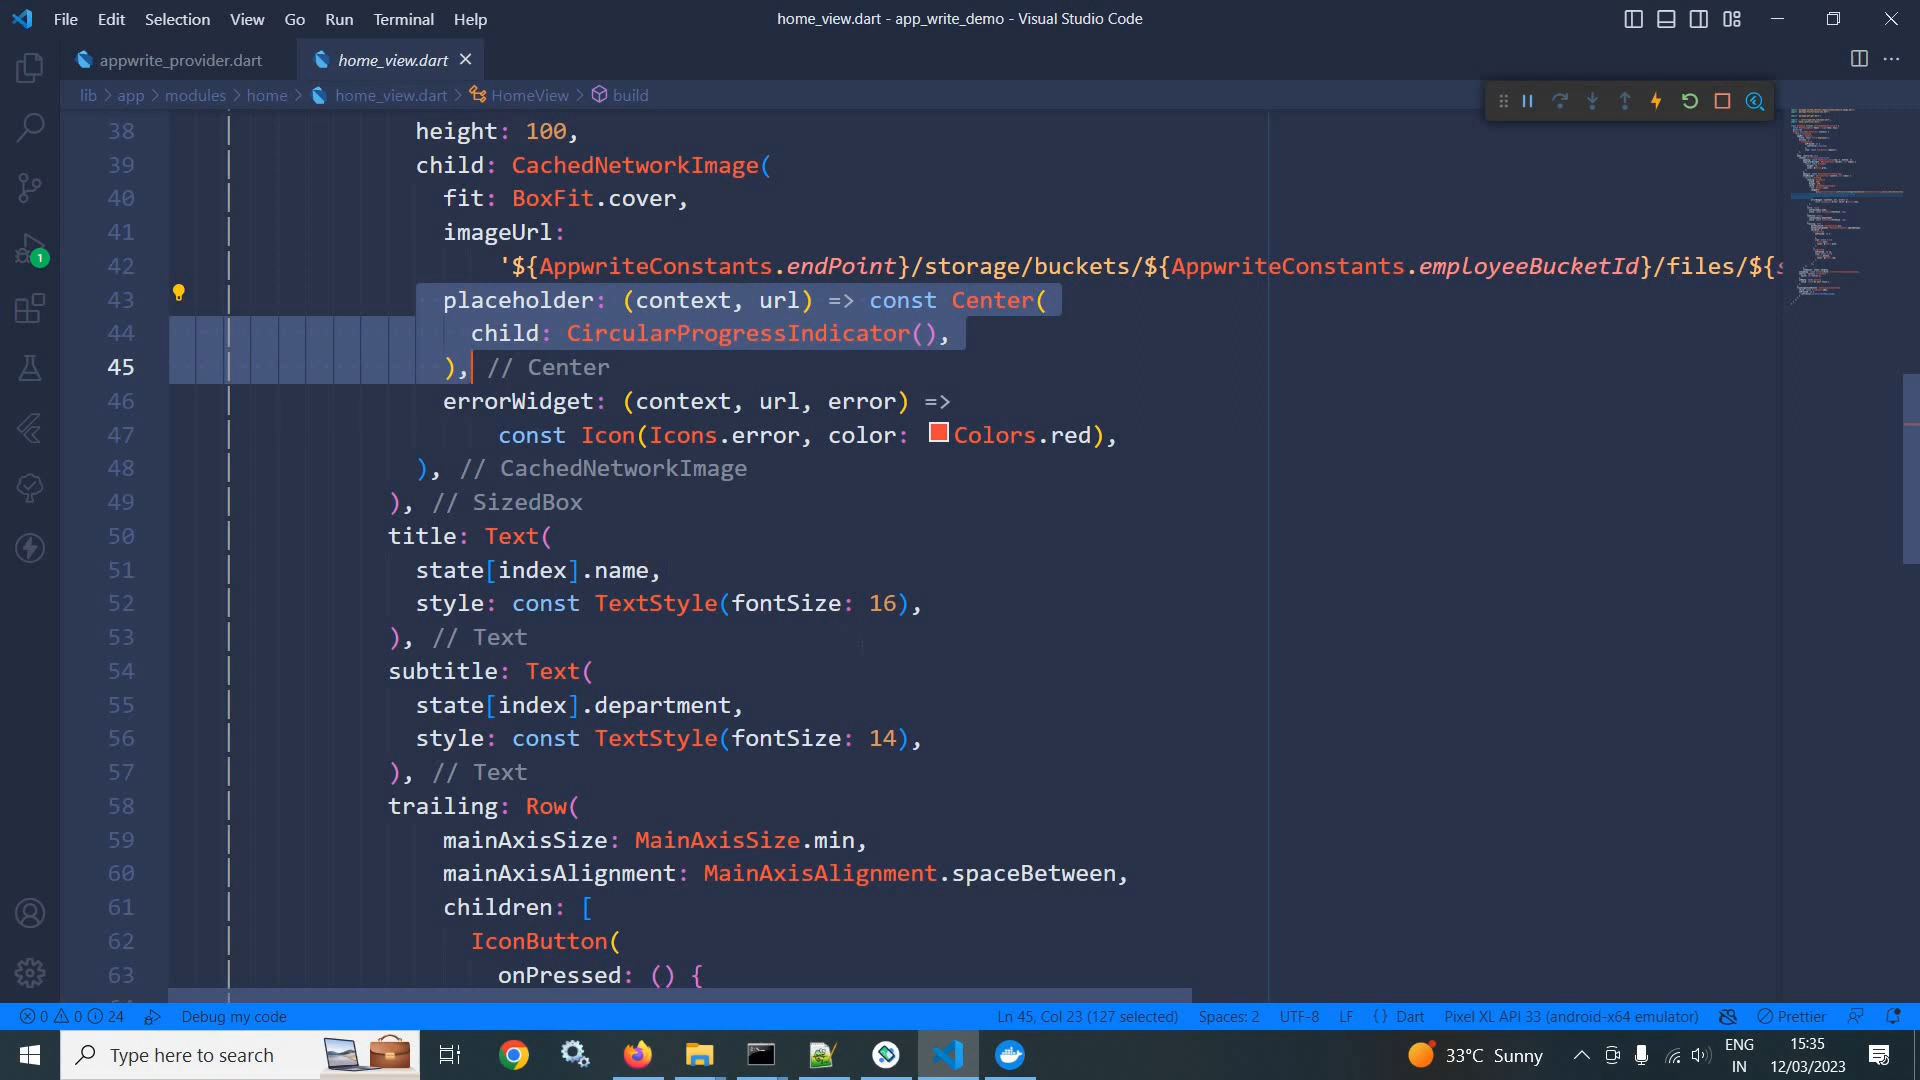 File Edit Selection View Go Run Terminal Help
home_view.dart - app_write_demo - Visual Studio Code
appwrite_provider.dart
home_view.dart
lib > app > modules > home > home_view.dart > HomeView > build
38 height: 100,
39 child: CachedNetworkImage(
40 fit: BoxFit.cover,
41 imageUrl:
42 '${AppwriteConstants.endPoint}/storage/buckets/${AppwriteConstants.employeeBucketId}/files/${s
43 placeholder: (context, url) => const Center(
44 child: CircularProgressIndicator(),
45 ), // Center
46 errorWidget: (context, url, error) =>
47 const Icon(Icons.error, color: Colors.red),
48 ), // CachedNetworkImage
49 ), // SizedBox
50 title: Text(
51 state[index].name,
52 style: const TextStyle(fontSize: 16),
53 ), // Text
54 subtitle: Text(
55 state[index].department,
56 style: const TextStyle(fontSize: 14),
57 ), // Text
58 trailing: Row(
59 mainAxisSize: MainAxisSize.min,
60 mainAxisAlignment: MainAxisAlignment.spaceBetween,
61 children: [
62 IconButton(
63 onPressed: () {
1
0 0 24 Debug my code Ln 45, Col 23 (127 selected) Spaces: 2 UTF-8 LF {} Dart Pixel XL API 33 (android-x64 emulator) Prettier
Type here to search
33°C Sunny
ENG
IN
15:35
12/03/2023